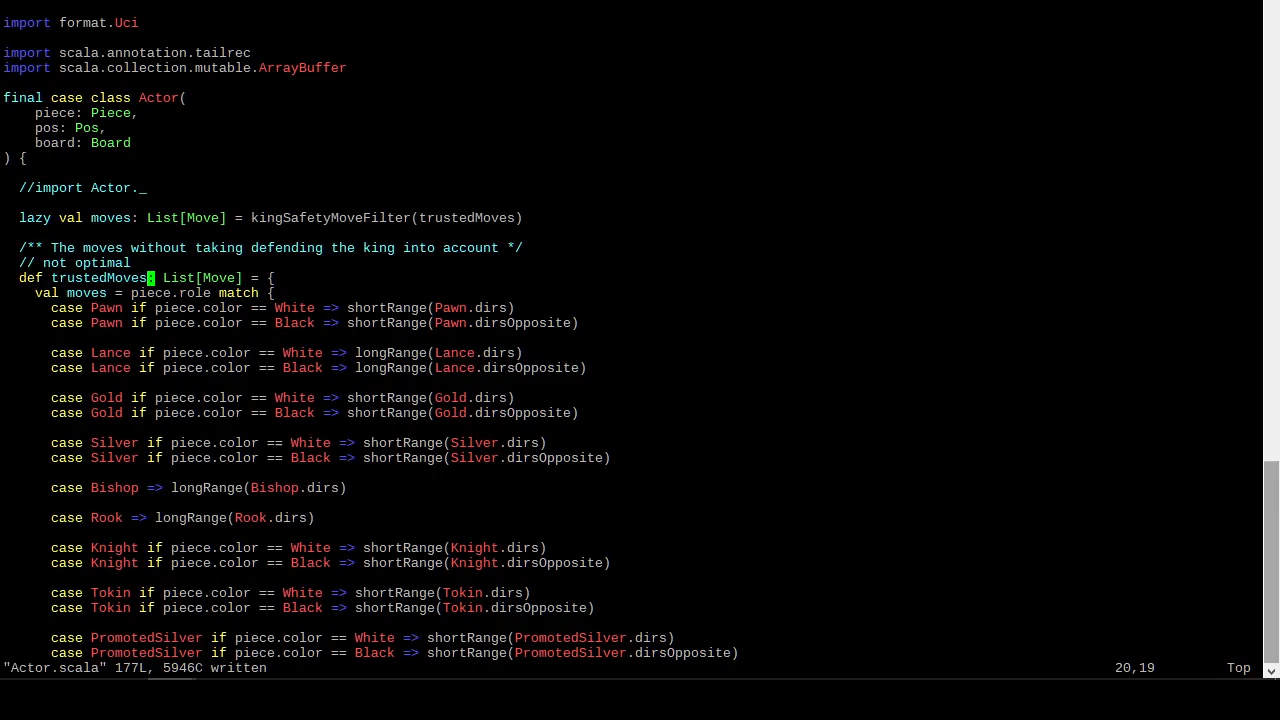 import format.Uci
import scala.annotation.tailrec
import scala.collection.mutable.ArrayBuffer
final case class Actor(
    piece: Piece,
    pos: Pos,
    board: Board
) {
  //import Actor._
  lazy val moves: List[Move] = kingSafetyMoveFilter(trustedMoves)
  /** The moves without taking defending the king into account */
  // not optimal
  def trustedMoves: List[Move] = {
    val moves = piece.role match {
      case Pawn if piece.color == White => shortRange(Pawn.dirs)
      case Pawn if piece.color == Black => shortRange(Pawn.dirsOpposite)
      case Lance if piece.color == White => longRange(Lance.dirs)
      case Lance if piece.color == Black => longRange(Lance.dirsOpposite)
      case Gold if piece.color == White => shortRange(Gold.dirs)
      case Gold if piece.color == Black => shortRange(Gold.dirsOpposite)
      case Silver if piece.color == White => shortRange(Silver.dirs)
      case Silver if piece.color == Black => shortRange(Silver.dirsOpposite)
      case Bishop => longRange(Bishop.dirs)
      case Rook => longRange(Rook.dirs)
      case Knight if piece.color == White => shortRange(Knight.dirs)
      case Knight if piece.color == Black => shortRange(Knight.dirsOpposite)
      case Tokin if piece.color == White => shortRange(Tokin.dirs)
      case Tokin if piece.color == Black => shortRange(Tokin.dirsOpposite)
      case PromotedSilver if piece.color == White => shortRange(PromotedSilver.dirs)
      case PromotedSilver if piece.color == Black => shortRange(PromotedSilver.dirsOpposite)
"Actor.scala" 177L, 5946C written 20,19 Top